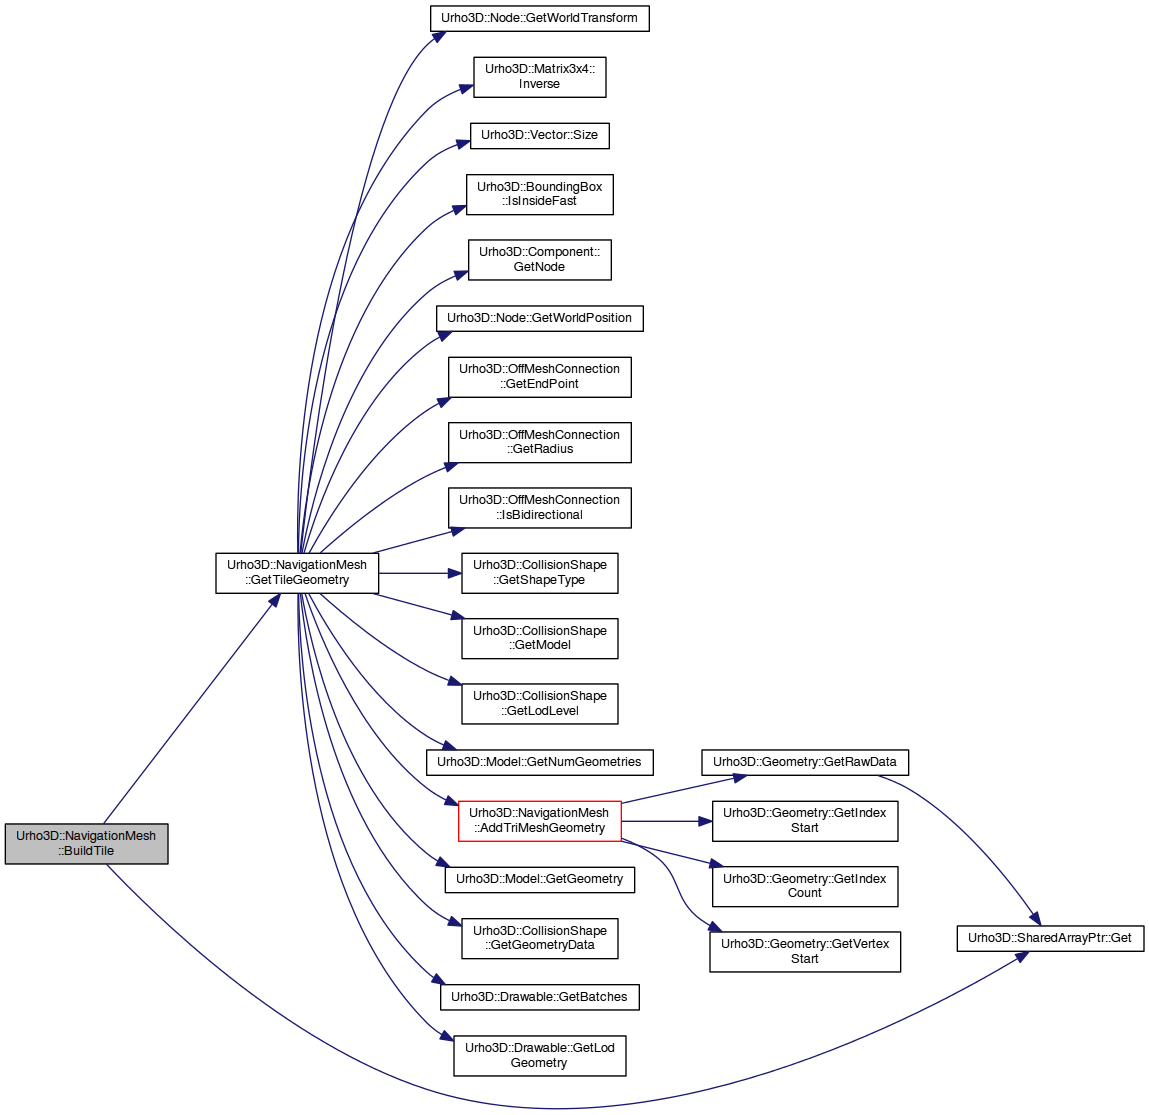 Urho3D::NavigationMesh
::BuildTile
Urho3D::NavigationMesh
::GetTileGeometry
Urho3D::Node::GetWorldTransform
Urho3D::Matrix3x4::
Inverse
Urho3D::Vector::Size
Urho3D::BoundingBox
::IsInsideFast
Urho3D::Component::
GetNode
Urho3D::Node::GetWorldPosition
Urho3D::OffMeshConnection
::GetEndPoint
Urho3D::OffMeshConnection
::GetRadius
Urho3D::OffMeshConnection
::IsBidirectional
Urho3D::CollisionShape
::GetShapeType
Urho3D::CollisionShape
::GetModel
Urho3D::CollisionShape
::GetLodLevel
Urho3D::Model::GetNumGeometries
Urho3D::NavigationMesh
::AddTriMeshGeometry
Urho3D::Model::GetGeometry
Urho3D::CollisionShape
::GetGeometryData
Urho3D::Drawable::GetBatches
Urho3D::Drawable::GetLod
Geometry
Urho3D::Geometry::GetRawData
Urho3D::Geometry::GetIndex
Start
Urho3D::Geometry::GetIndex
Count
Urho3D::Geometry::GetVertex
Start
Urho3D::SharedArrayPtr::Get